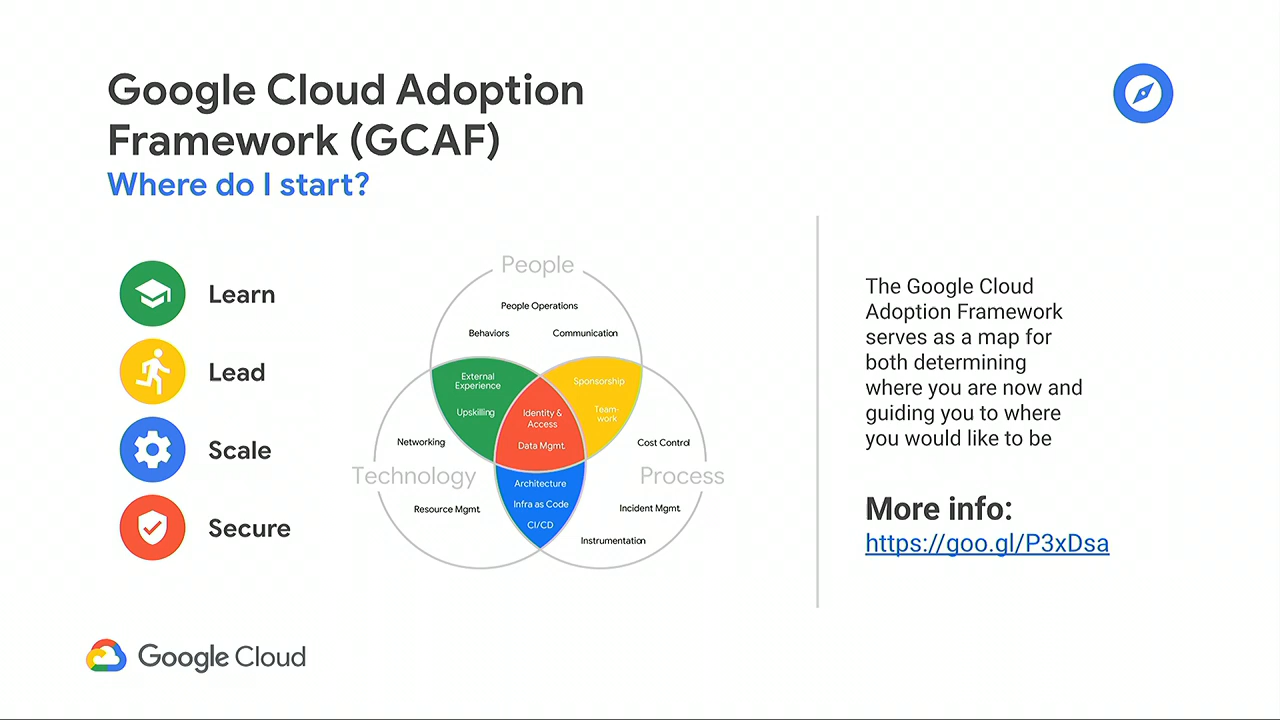 Google Cloud Adoption
Framework (GCAF)
Where do I start?
Learn
Lead
Scale
Secure
People
People Operations
Behaviors
Communication
External
Experience
Upskilling
Sponsorship
Team-
work
Identity &
Access
Data Mgmt.
Networking
Cost Control
Technology
Process
Architecture
Infra as Code
CI/CD
Resource Mgmt.
Incident Mgmt.
Instrumentation
The Google Cloud
Adoption Framework
serves as a map for
both determining
where you are now and
guiding you to where
you would like to be
More info:
https://goo.gl/P3xDsa
Google Cloud